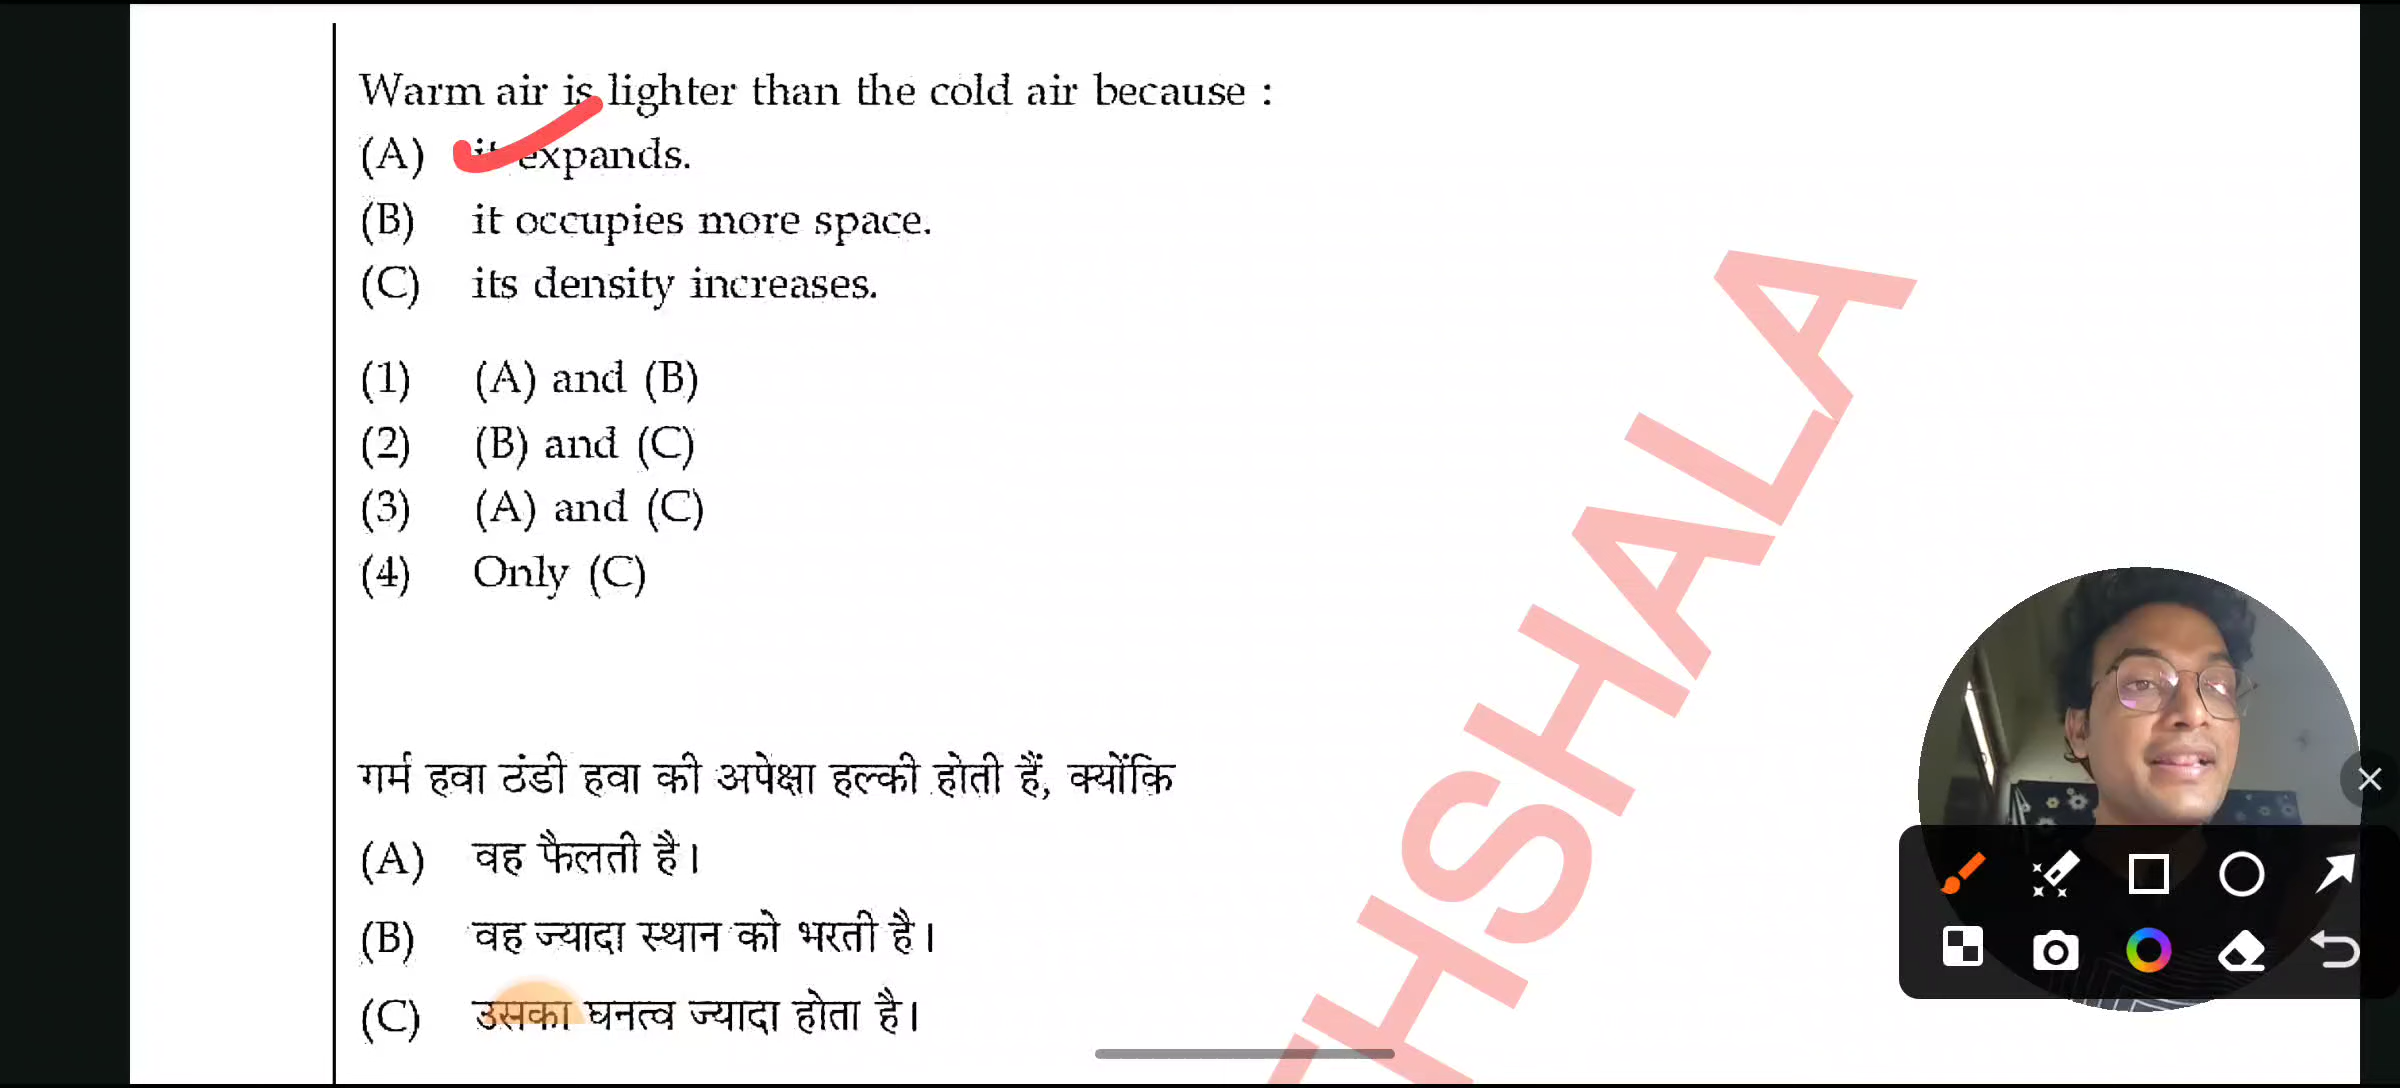 Warm air is lighter than the cold air because :
(A) it expands.
(B) it occupies more space.
(C) its density increases.
(1) (A) and (B)
(2) (B) and (C)
(3) (A) and (C)
(4) Only (C)
गर्म हवा ठंडी हवा की अपेक्षा हल्की होती हैं, क्योंकि
(A) वह फैलती है।
(B) वह ज्यादा स्थान को भरती है।
(C) उसका घनत्व ज्यादा होता है।
THSHALA